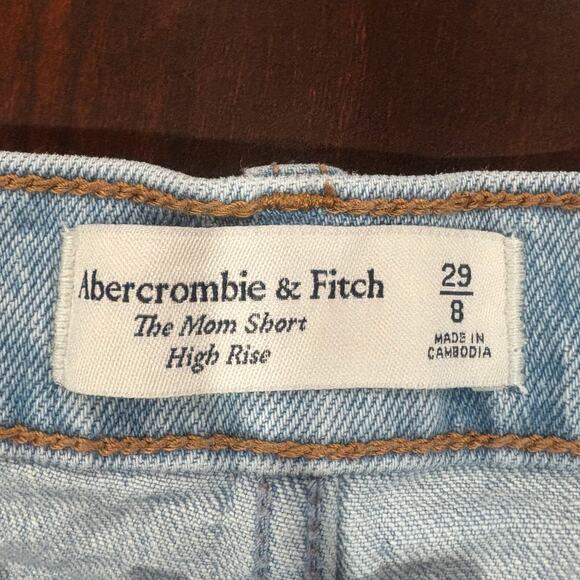 Abercrombie & Fitch
The Mom Short
High Rise
29
8
MADE IN
CAMBODIA